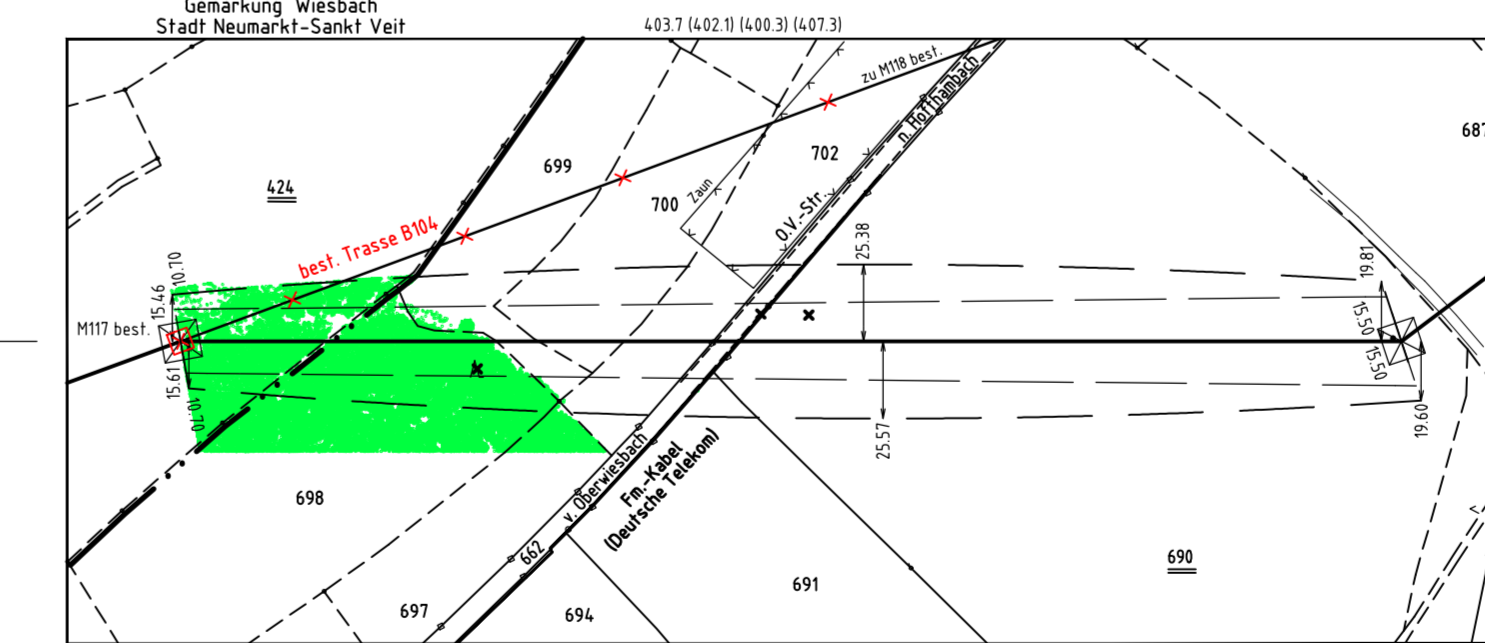 Gemarkung Wiesbach
Stadt Neumarkt-Sankt Veit
403.7 (402.1) (400.3) (407.3)
zu M118 best.
n. Hofthambach
687
699
702
424
700
Zaun
O.V.-Str.
best. Trasse B104
25.38
10.70
19.81
15.46
M117 best.
15.50
15.50
15.61
10.70
19.60
25.57
v. Oberwiesbach
Fm.-Kabel
(Deutsche Telekom)
698
662
690
697
694
691